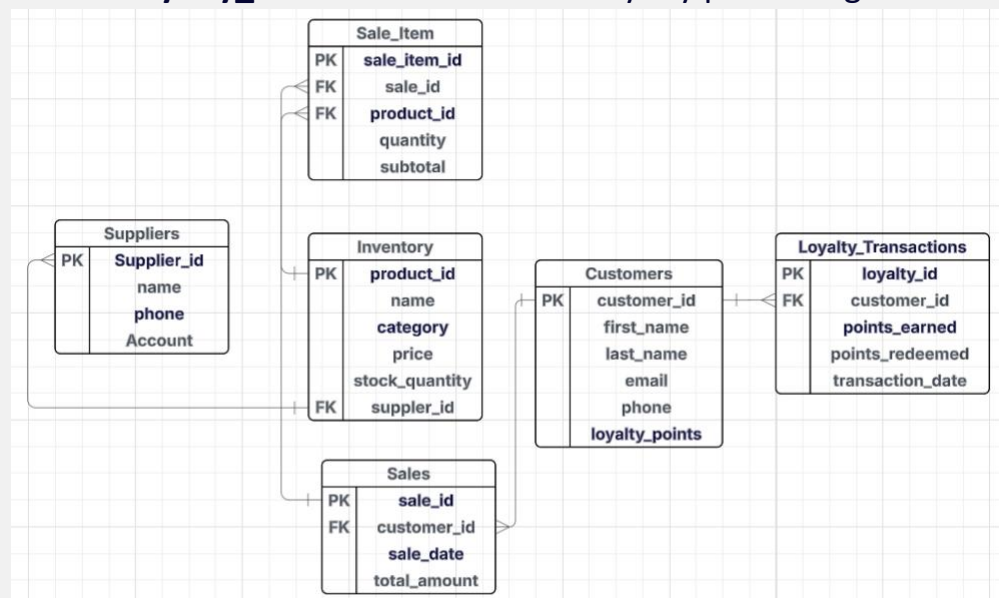 Sale_Item
PK sale_item_id
FK sale_id
FK product_id
quantity
subtotal
Suppliers
PK Supplier_id
name
phone
Account
Inventory
PK product_id
name
category
price
stock_quantity
FK suppler_id
Customers
PK customer_id
first_name
last_name
email
phone
loyalty_points
Loyalty_Transactions
PK loyalty_id
FK customer_id
points_earned
points_redeemed
transaction_date
Sales
PK sale_id
FK customer_id
sale_date
total_amount